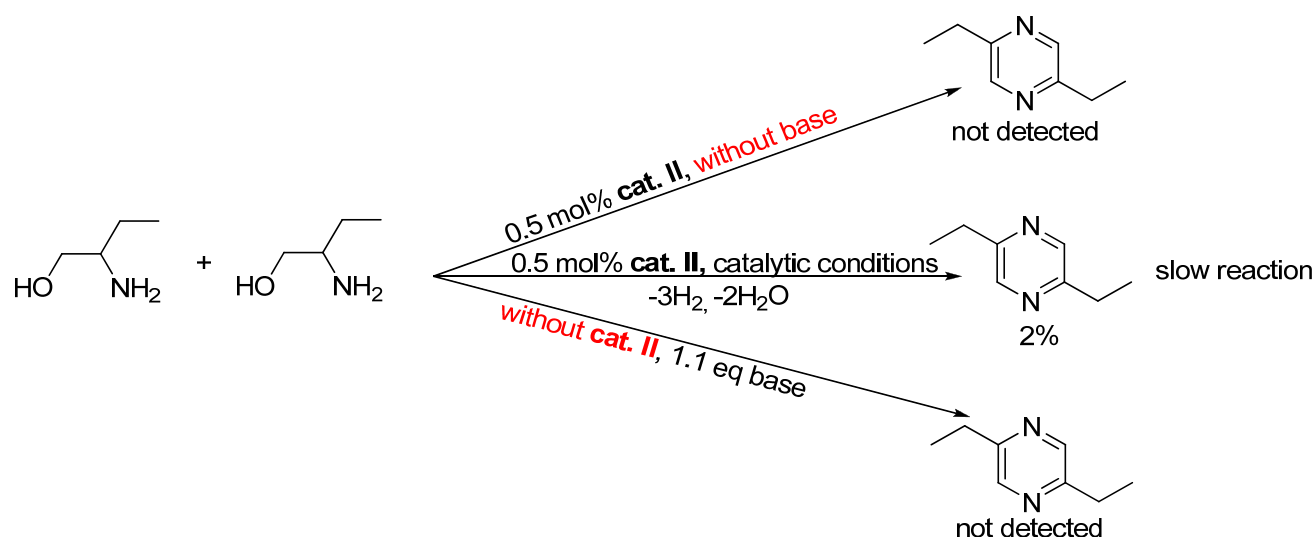 N
N
not detected
0.5 mol% cat. II, without base
HO
NH2
+
HO
NH2
0.5 mol% cat. II, catalytic conditions
-3H2, -2H2O
N
N
2%
slow reaction
without cat. II, 1.1 eq base
N
N
not detected